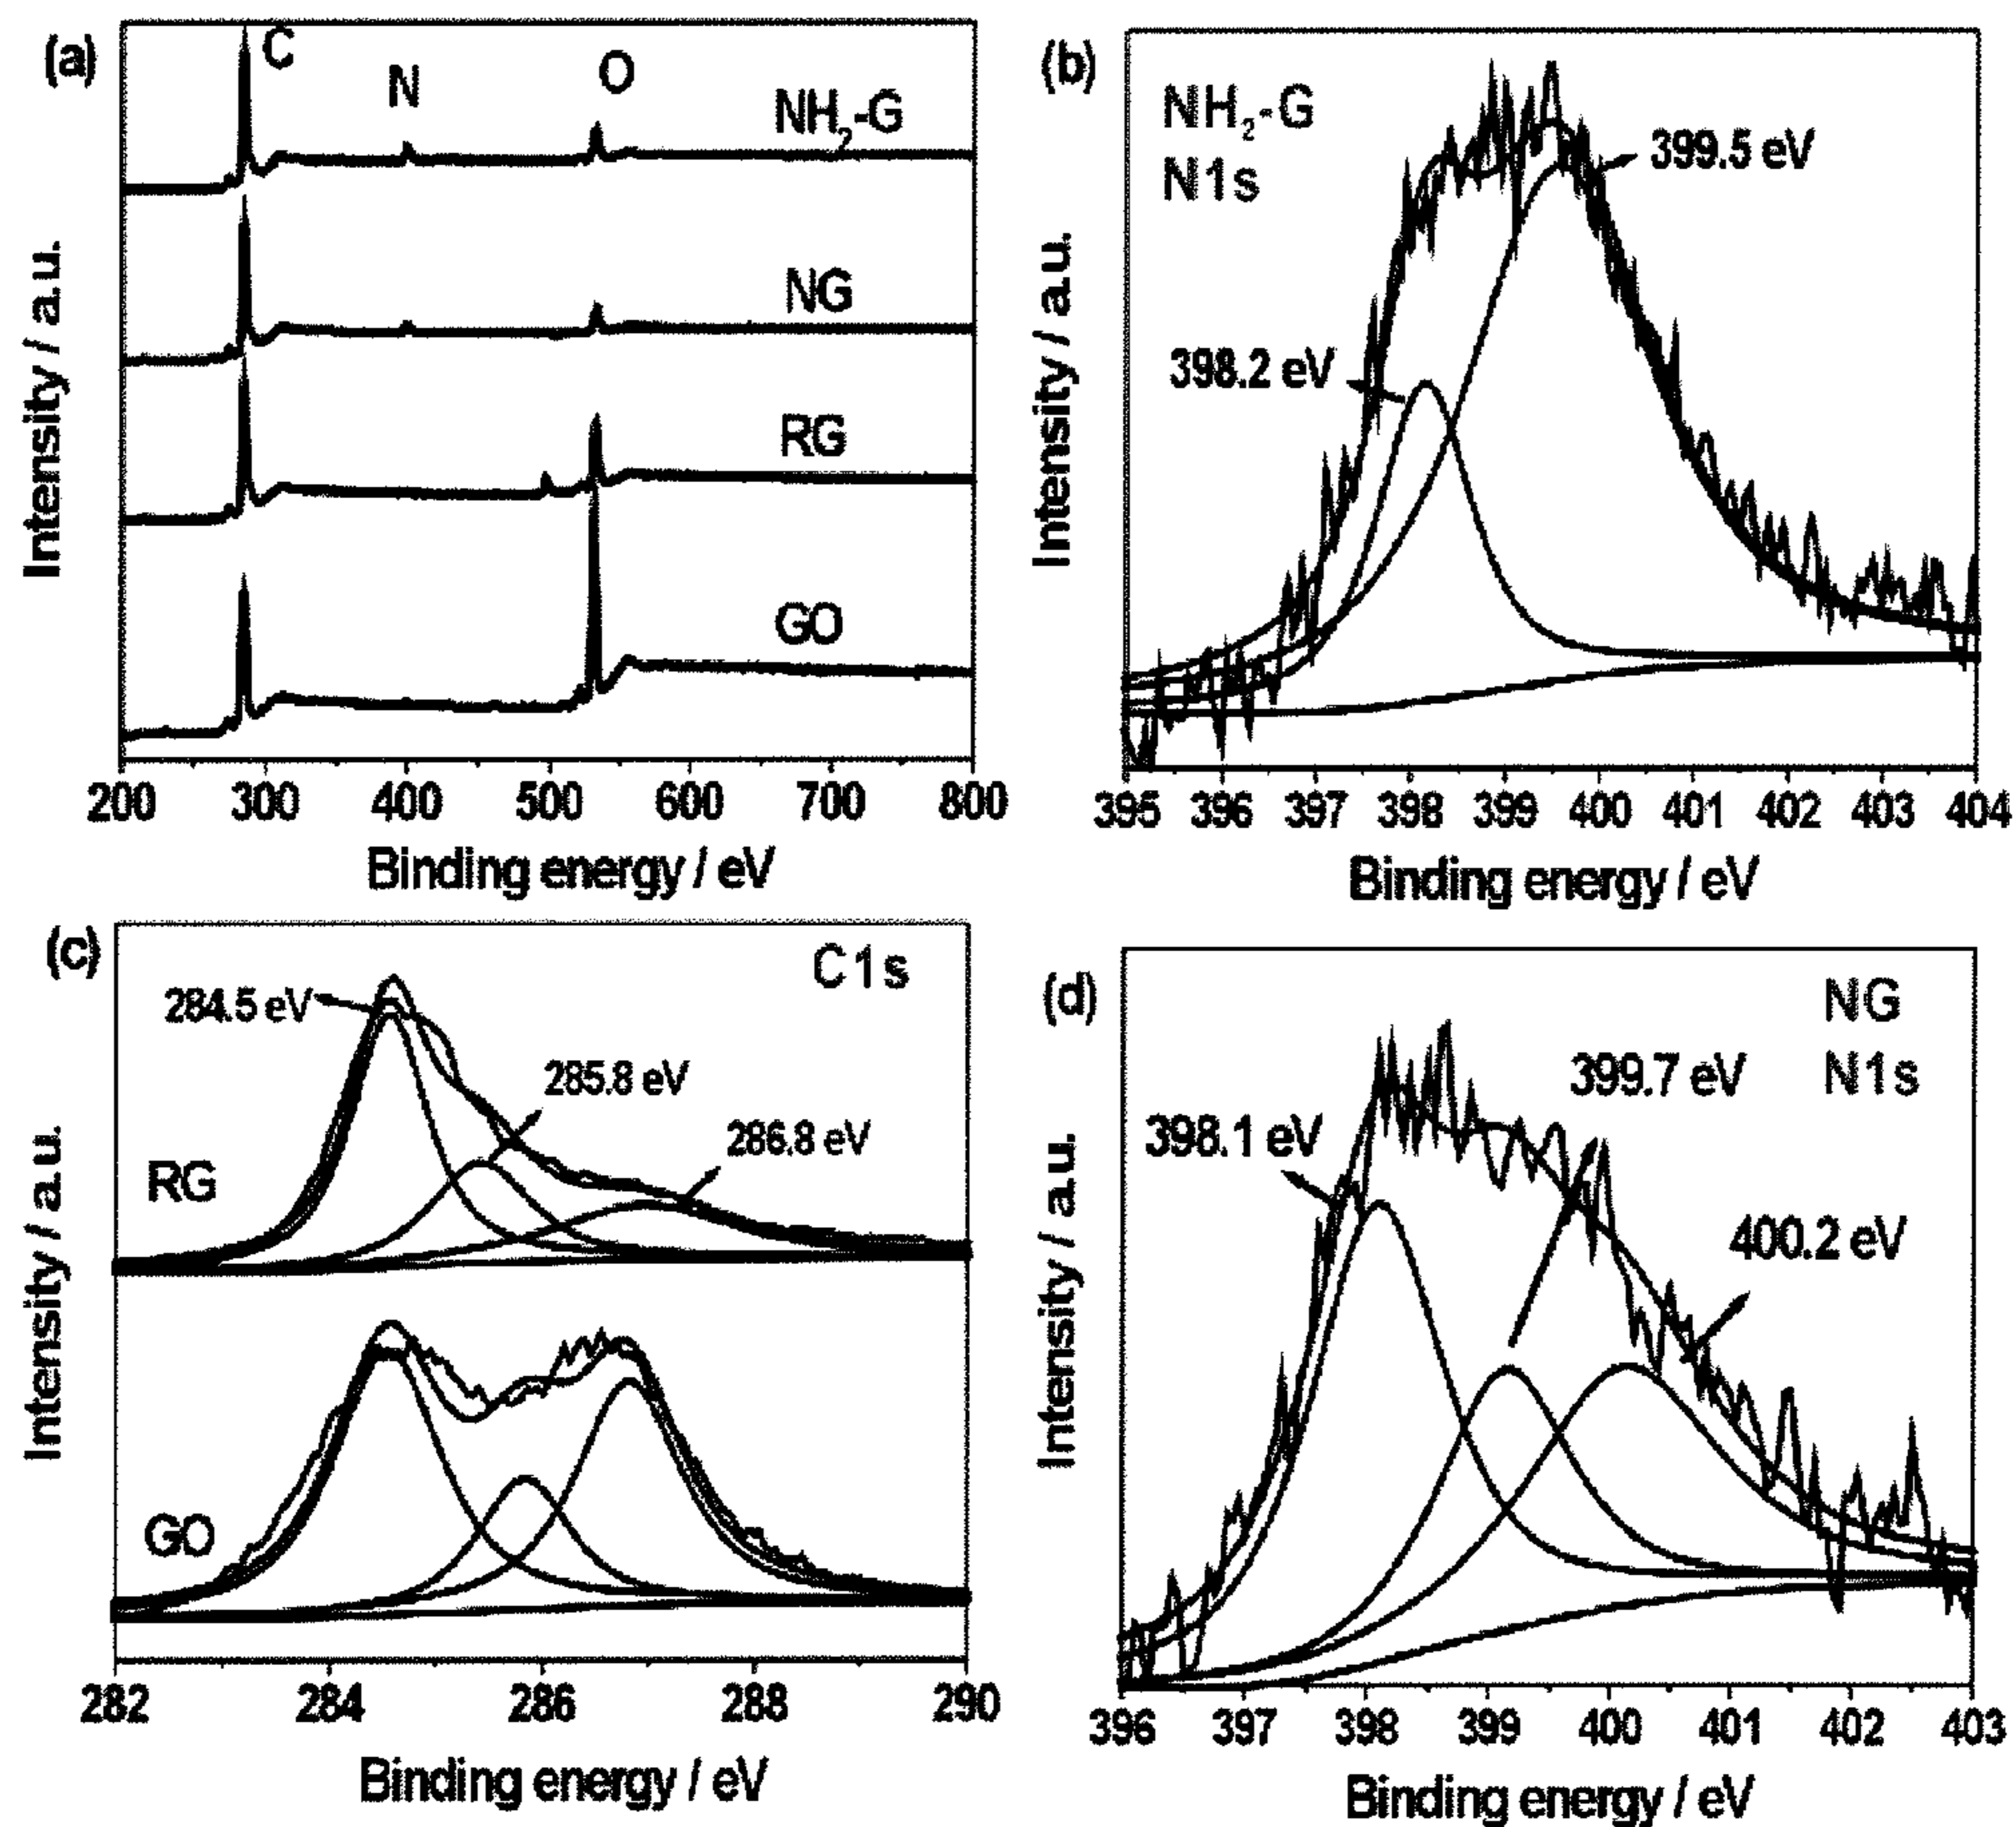 (a)
C
N
O
NH₂-G
NG
RG
GO
Intensity / a.u.
200 300 400 500 600 700 800
Binding energy / eV
(b)
NH₂-G
N1s
399.5 eV
398.2 eV
Intensity / a.u.
395 396 397 398 399 400 401 402 403 404
Binding energy / eV
(c)
C1s
284.5 eV
285.8 eV
286.8 eV
RG
GO
Intensity / a.u.
282 284 286 288 290
Binding energy / eV
(d)
NG
N1s
399.7 eV
398.1 eV
400.2 eV
Intensity / a.u.
396 397 398 399 400 401 402 403
Binding energy / eV